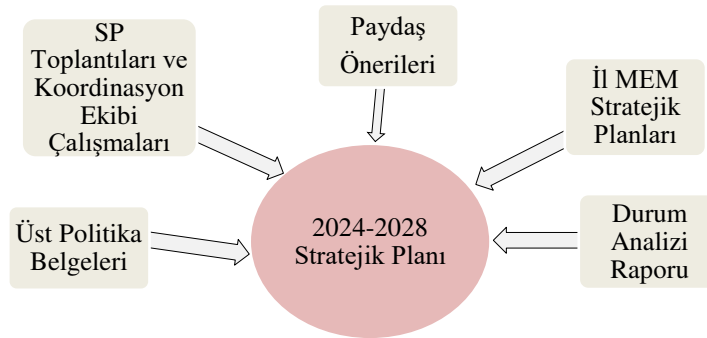 SP
Toplantıları ve
Koordinasyon
Ekibi
Çalışmaları
Paydaş
Önerileri
İl MEM
Stratejik
Planları
Üst Politika
Belgeleri
2024-2028
Stratejik Planı
Durum
Analizi
Raporu